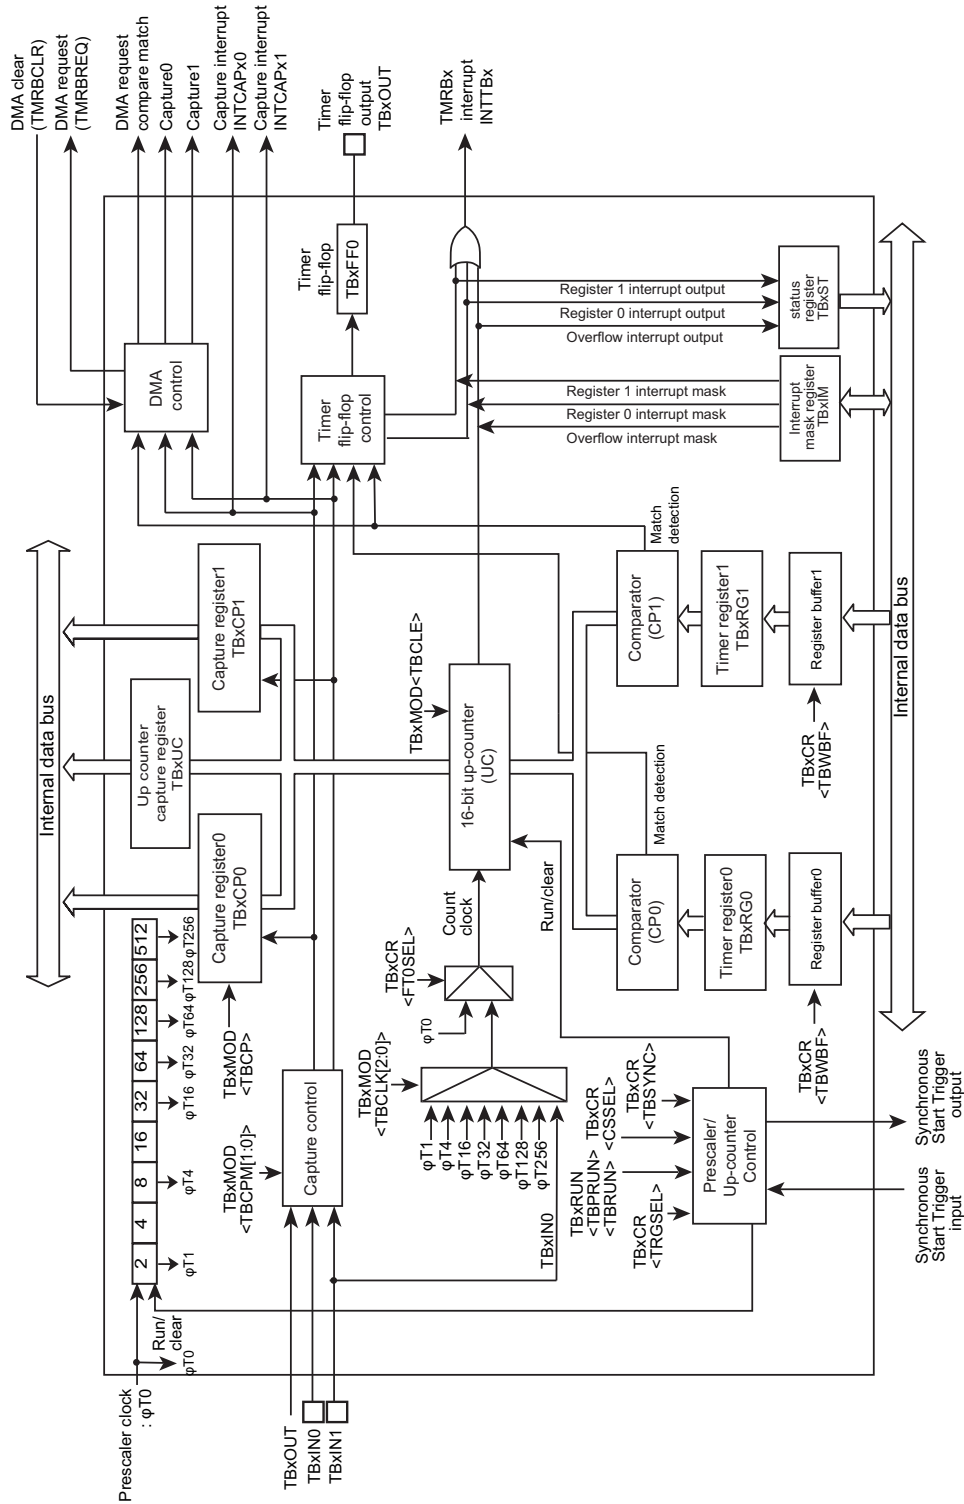 Prescaler clock
: φT0
Run/
clear
φT0
2
4
8
16
32
64
128
256
512
φT1
φT4
φT16
φT32
φT64
φT128
φT256
Internal data bus
DMA clear
(TMRBCLR)
DMA request
(TMRBREQ)
DMA request
compare match
Capture0
Capture1
Capture interrupt
INTCAPx0
Capture interrupt
INTCAPx1
Timer
flip-flop
output
TBxOUT
TMRBx
interrupt
INTTBx
DMA
control
Timer
flip-flop
TBxFF0
Timer
flip-flop
control
TBxMOD
<TBCP>
Capture register0
TBxCP0
Up counter
capture register
TBxUC
Capture register1
TBxCP1
TBxMOD
<TBCPM[1:0]>
Capture control
TBxOUT
TBxIN0
TBxIN1
TBxMOD
<TBCLK[2:0]>
φT1
φT4
φT16
φT32
φT64
φT128
φT256
TBxIN0
TBxCR
<FT0SEL>
φT0
Count
clock
TBxMOD<TBCLE>
16-bit up-counter
(UC)
Run/clear
Register 1 interrupt output
Register 0 interrupt output
Overflow interrupt output
Register 1 interrupt mask
Register 0 interrupt mask
Overflow interrupt mask
status
register
TBxST
Interrupt
mask register
TBxIM
TBxCR
<TRGSEL>
TBxRUN
<TBPRUN>
<TBRUN>
TBxCR
<CSSEL>
TBxCR
<TBSYNC>
Prescaler/
Up-counter
Control
Match detection
Comparator
(CP0)
Timer register0
TBxRG0
Register buffer0
TBxCR
<TBWBF>
Match
detection
Comparator
(CP1)
Timer register1
TBxRG1
Register buffer1
TBxCR
<TBWBF>
Internal data bus
Synchronous
Start Trigger
input
Synchronous
Start Trigger
output